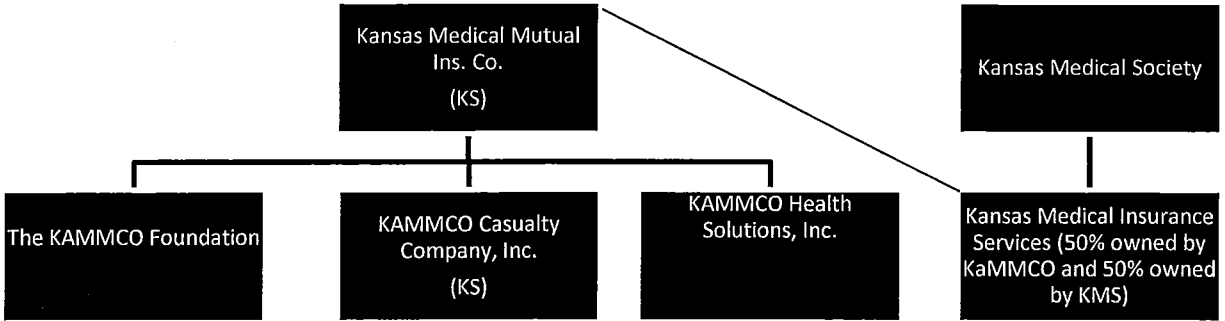 Kansas Medical Mutual
Ins. Co.
(KS)
Kansas Medical Society
The KAMMCO Foundation
KAMMCO Casualty
Company, Inc.
(KS)
KAMMCO Health
Solutions, Inc.
Kansas Medical Insurance
Services (50% owned by
KaMMCO and 50% owned
by KMS)